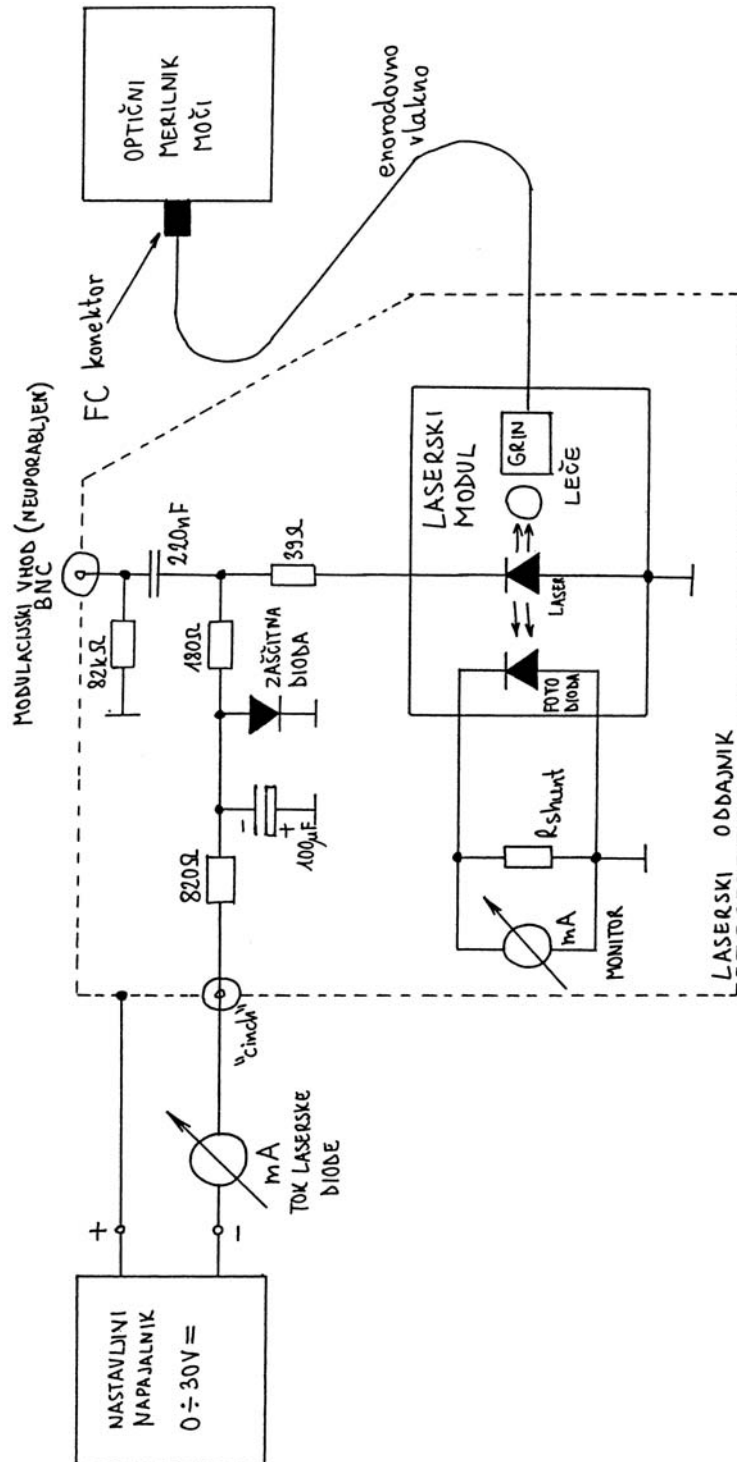 NASTAVLJIVI
NAPAJALNIK
0÷30V=
+
-
mA
TOK LASERSKE
DIODE
"cinch"
820Ω
-
+
100µF
ZAŠČITNA
DIODA
180Ω
82kΩ
MODULACIJSKI VHOD (NEUPORABLJEN)
BNC
220nF
39Ω
FC konektor
OPTIČNI
MERILNIK
MOČI
enorodovno
vlakno
LASERSKI
MODUL
GRIN
LEČE
LASER
FOTO
DIODA
Rshunt
mA
MONITOR
LASERSKI ODDAJNIK